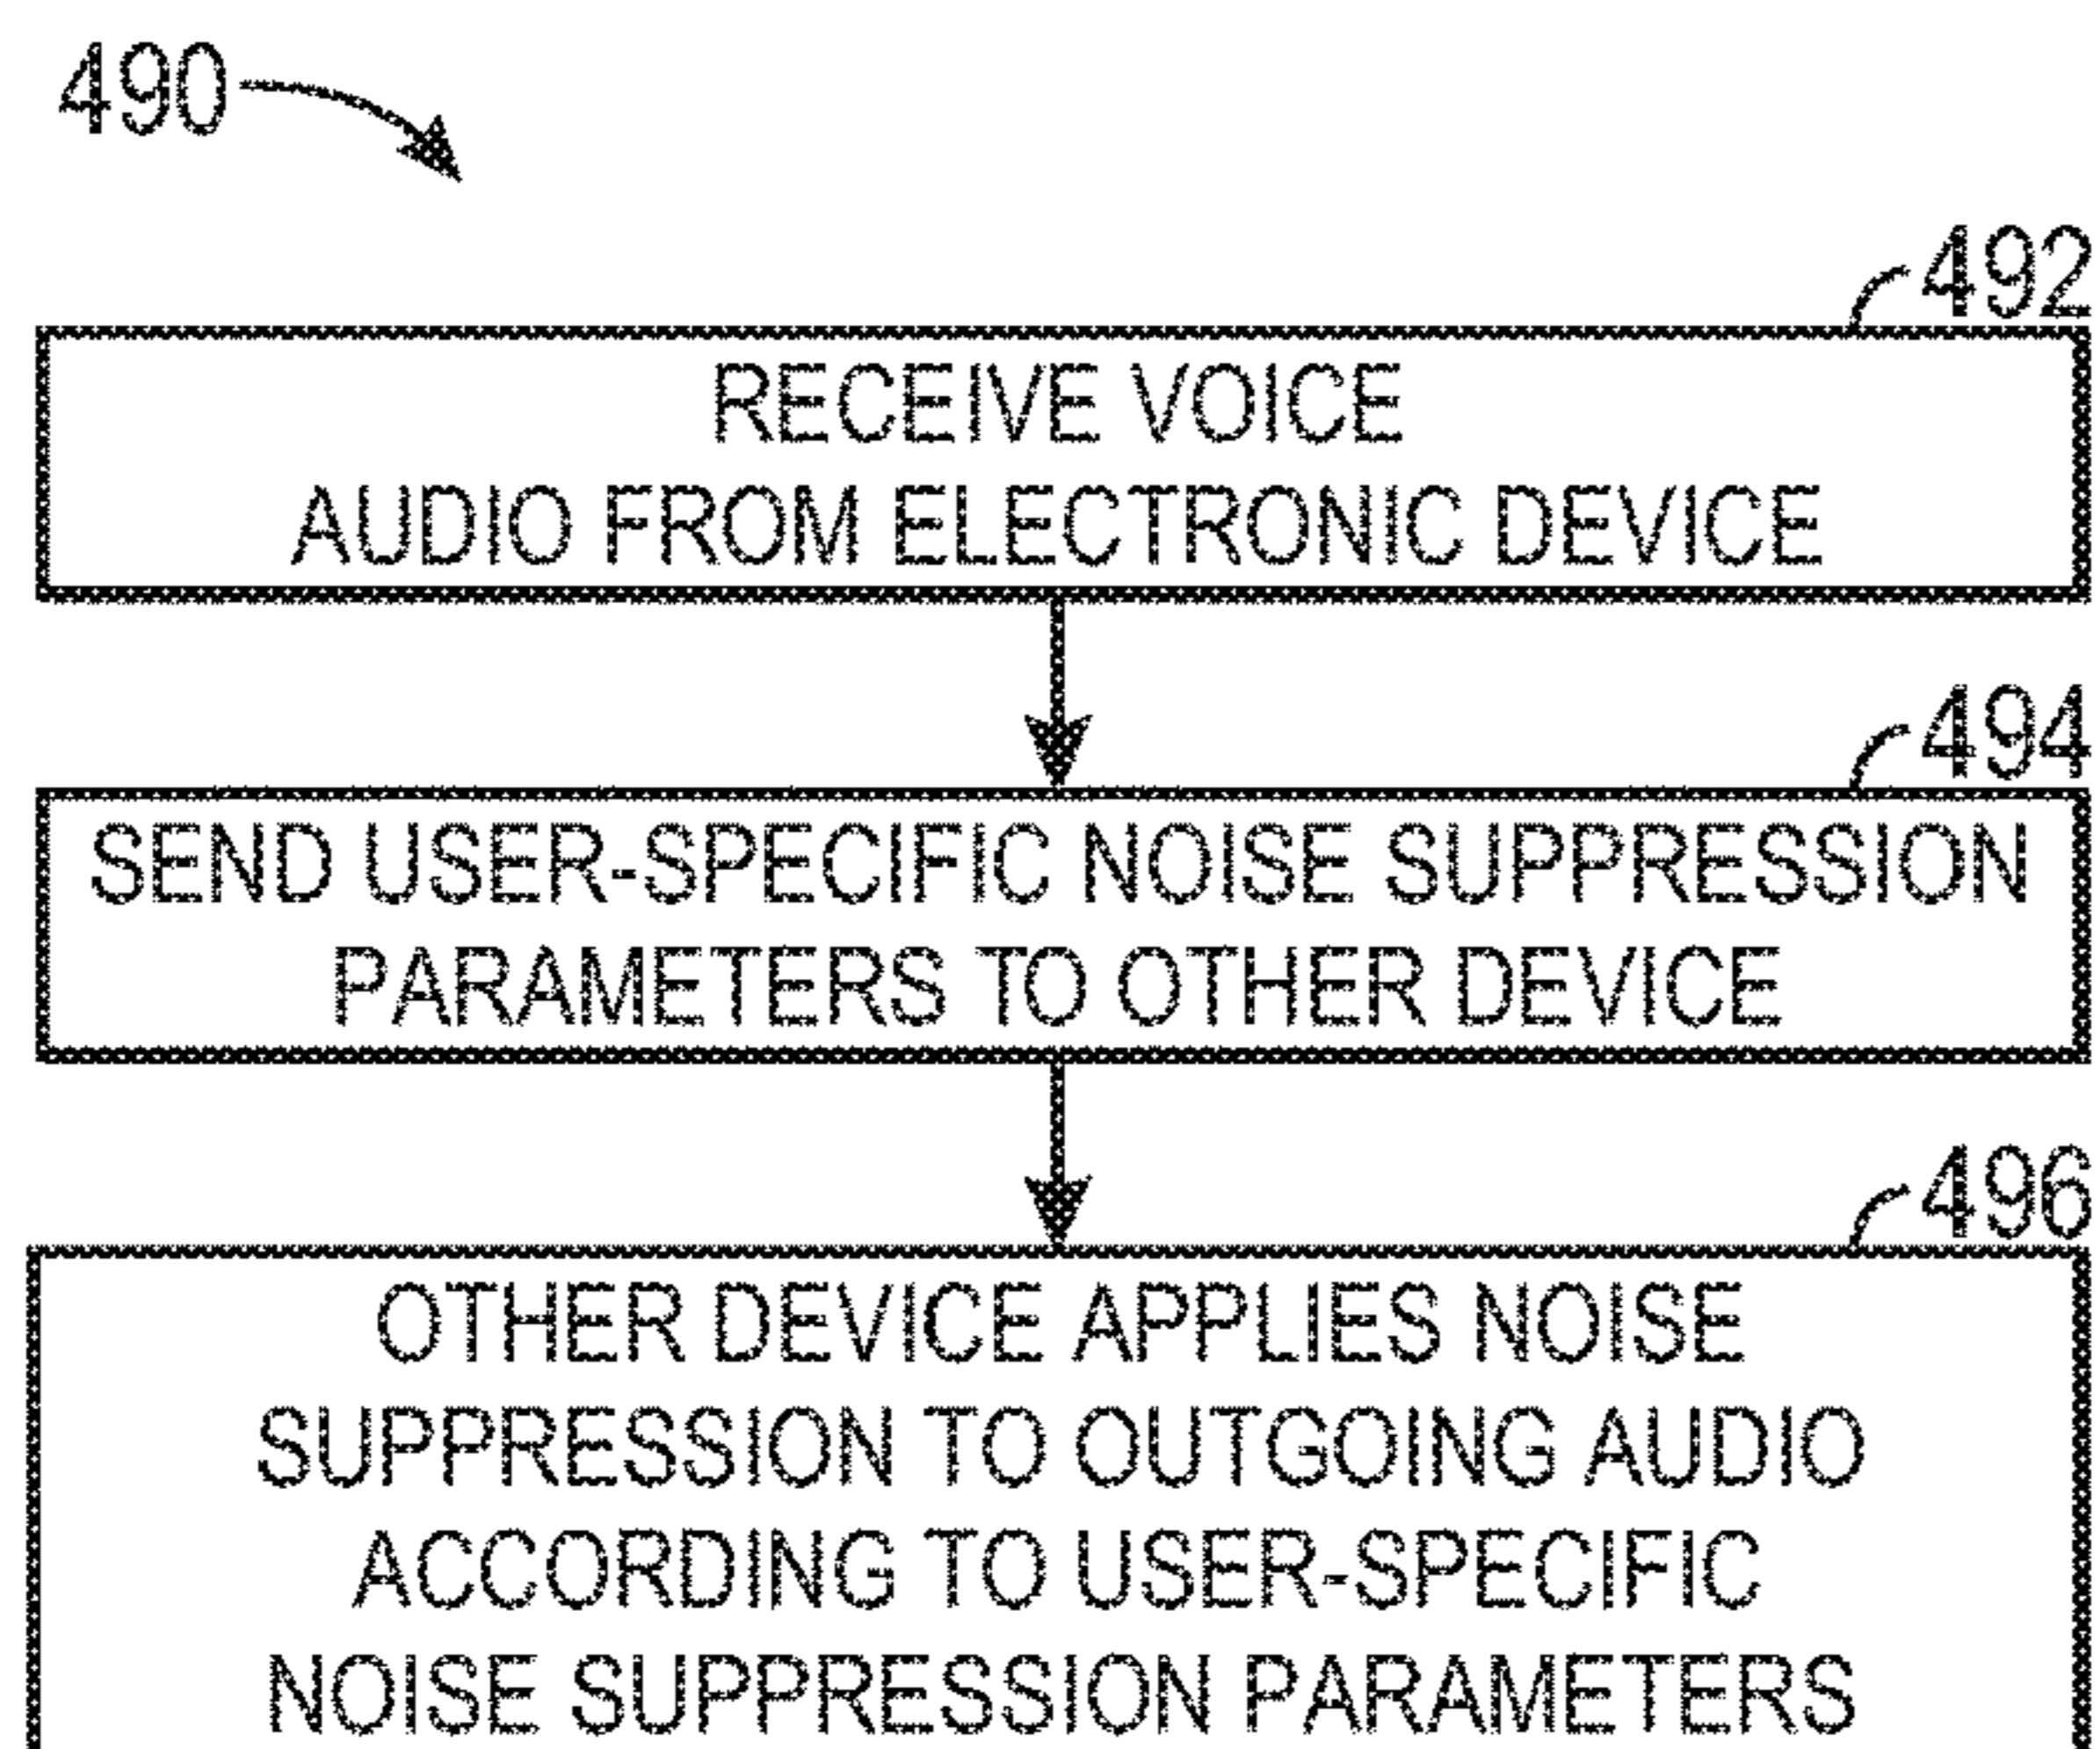 490
492
RECEIVE VOICE
AUDIO FROM ELECTRONIC DEVICE
494
SEND USER-SPECIFIC NOISE SUPPRESSION
PARAMETERS TO OTHER DEVICE
496
OTHER DEVICE APPLIES NOISE
SUPPRESSION TO OUTGOING AUDIO
ACCORDING TO USER-SPECIFIC
NOISE SUPPRESSION PARAMETERS